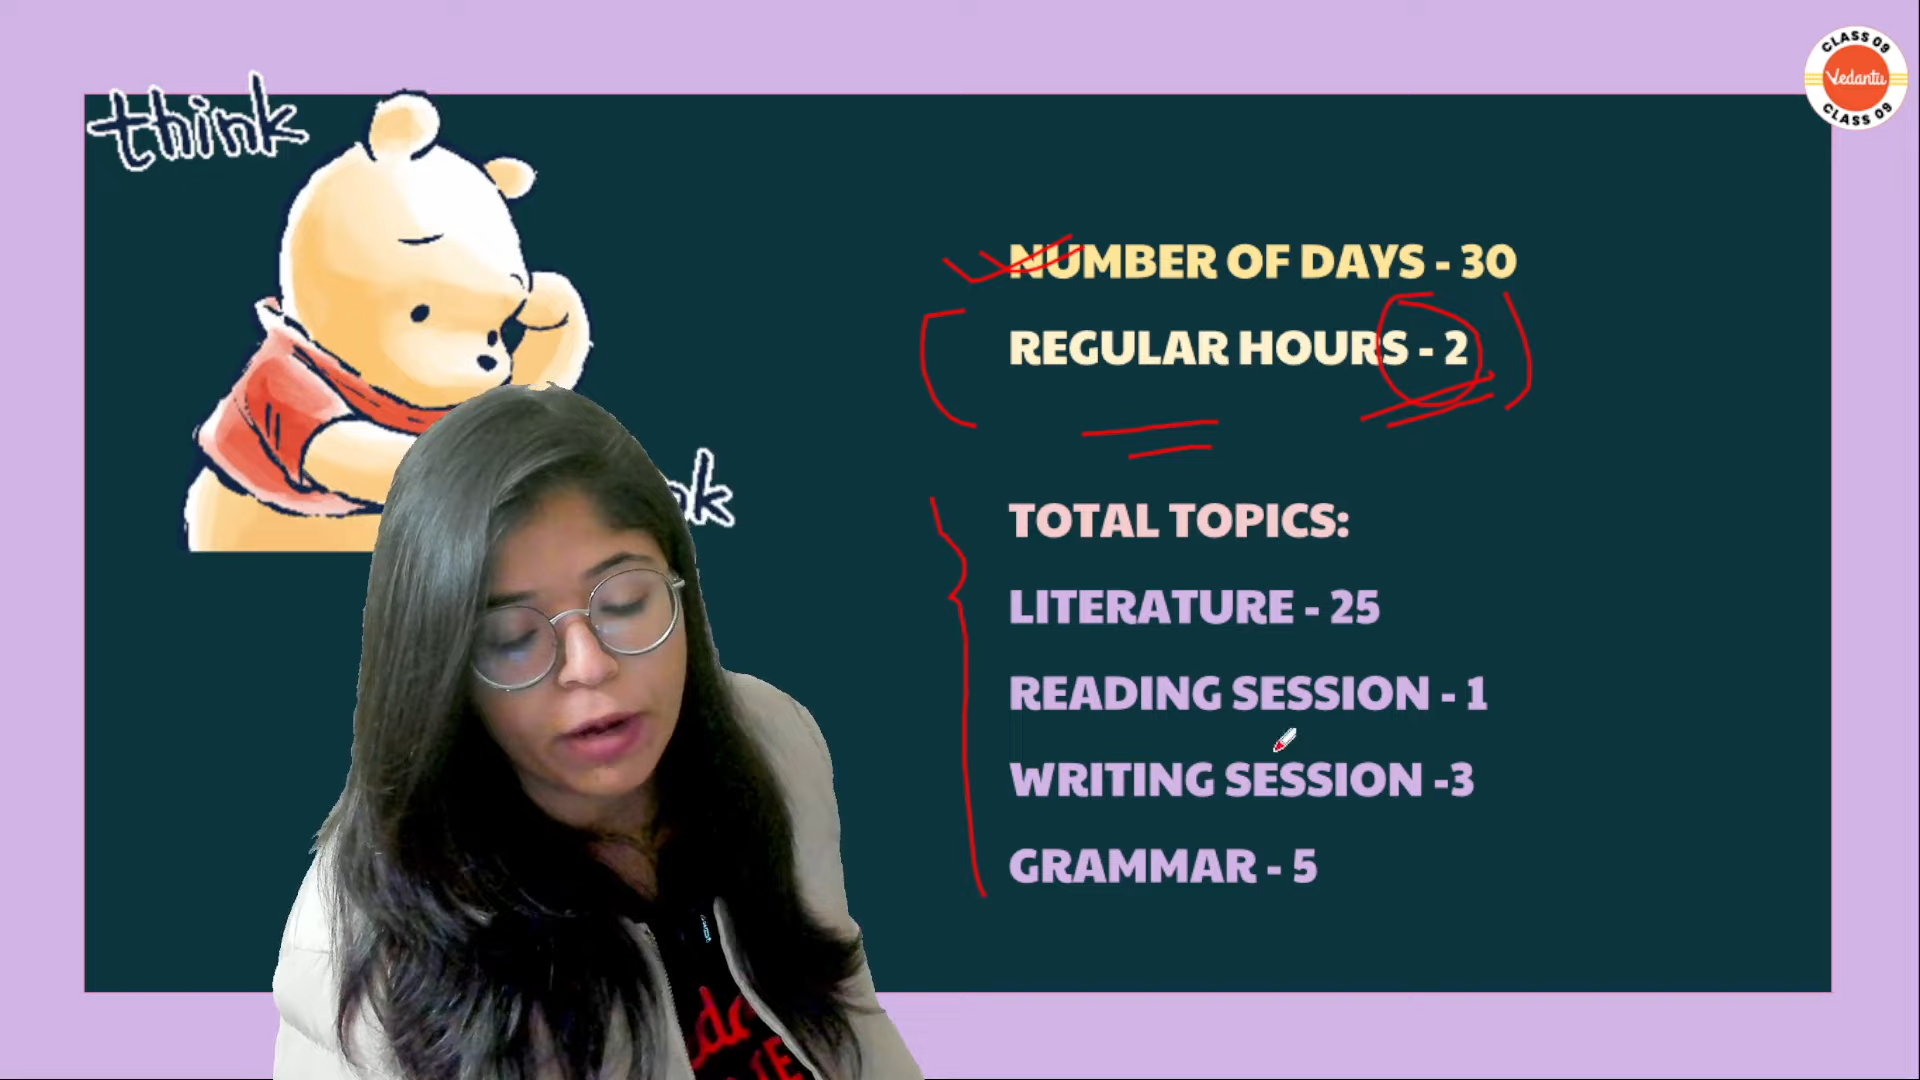 CLASS 09
Vedantu
CLASS 09
think
NUMBER OF DAYS - 30
REGULAR HOURS - 2
TOTAL TOPICS:
LITERATURE - 25
READING SESSION - 1
WRITING SESSION -3
GRAMMAR - 5